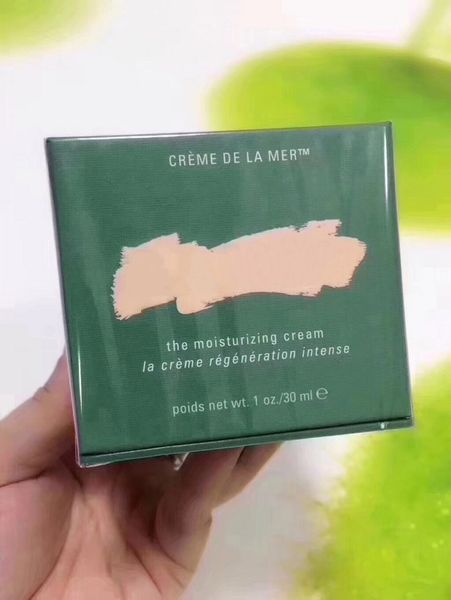 CRÈME DE LA MER™
the moisturizing cream
la crème régénération intense
poids net wt. 1 oz./30 ml ℮